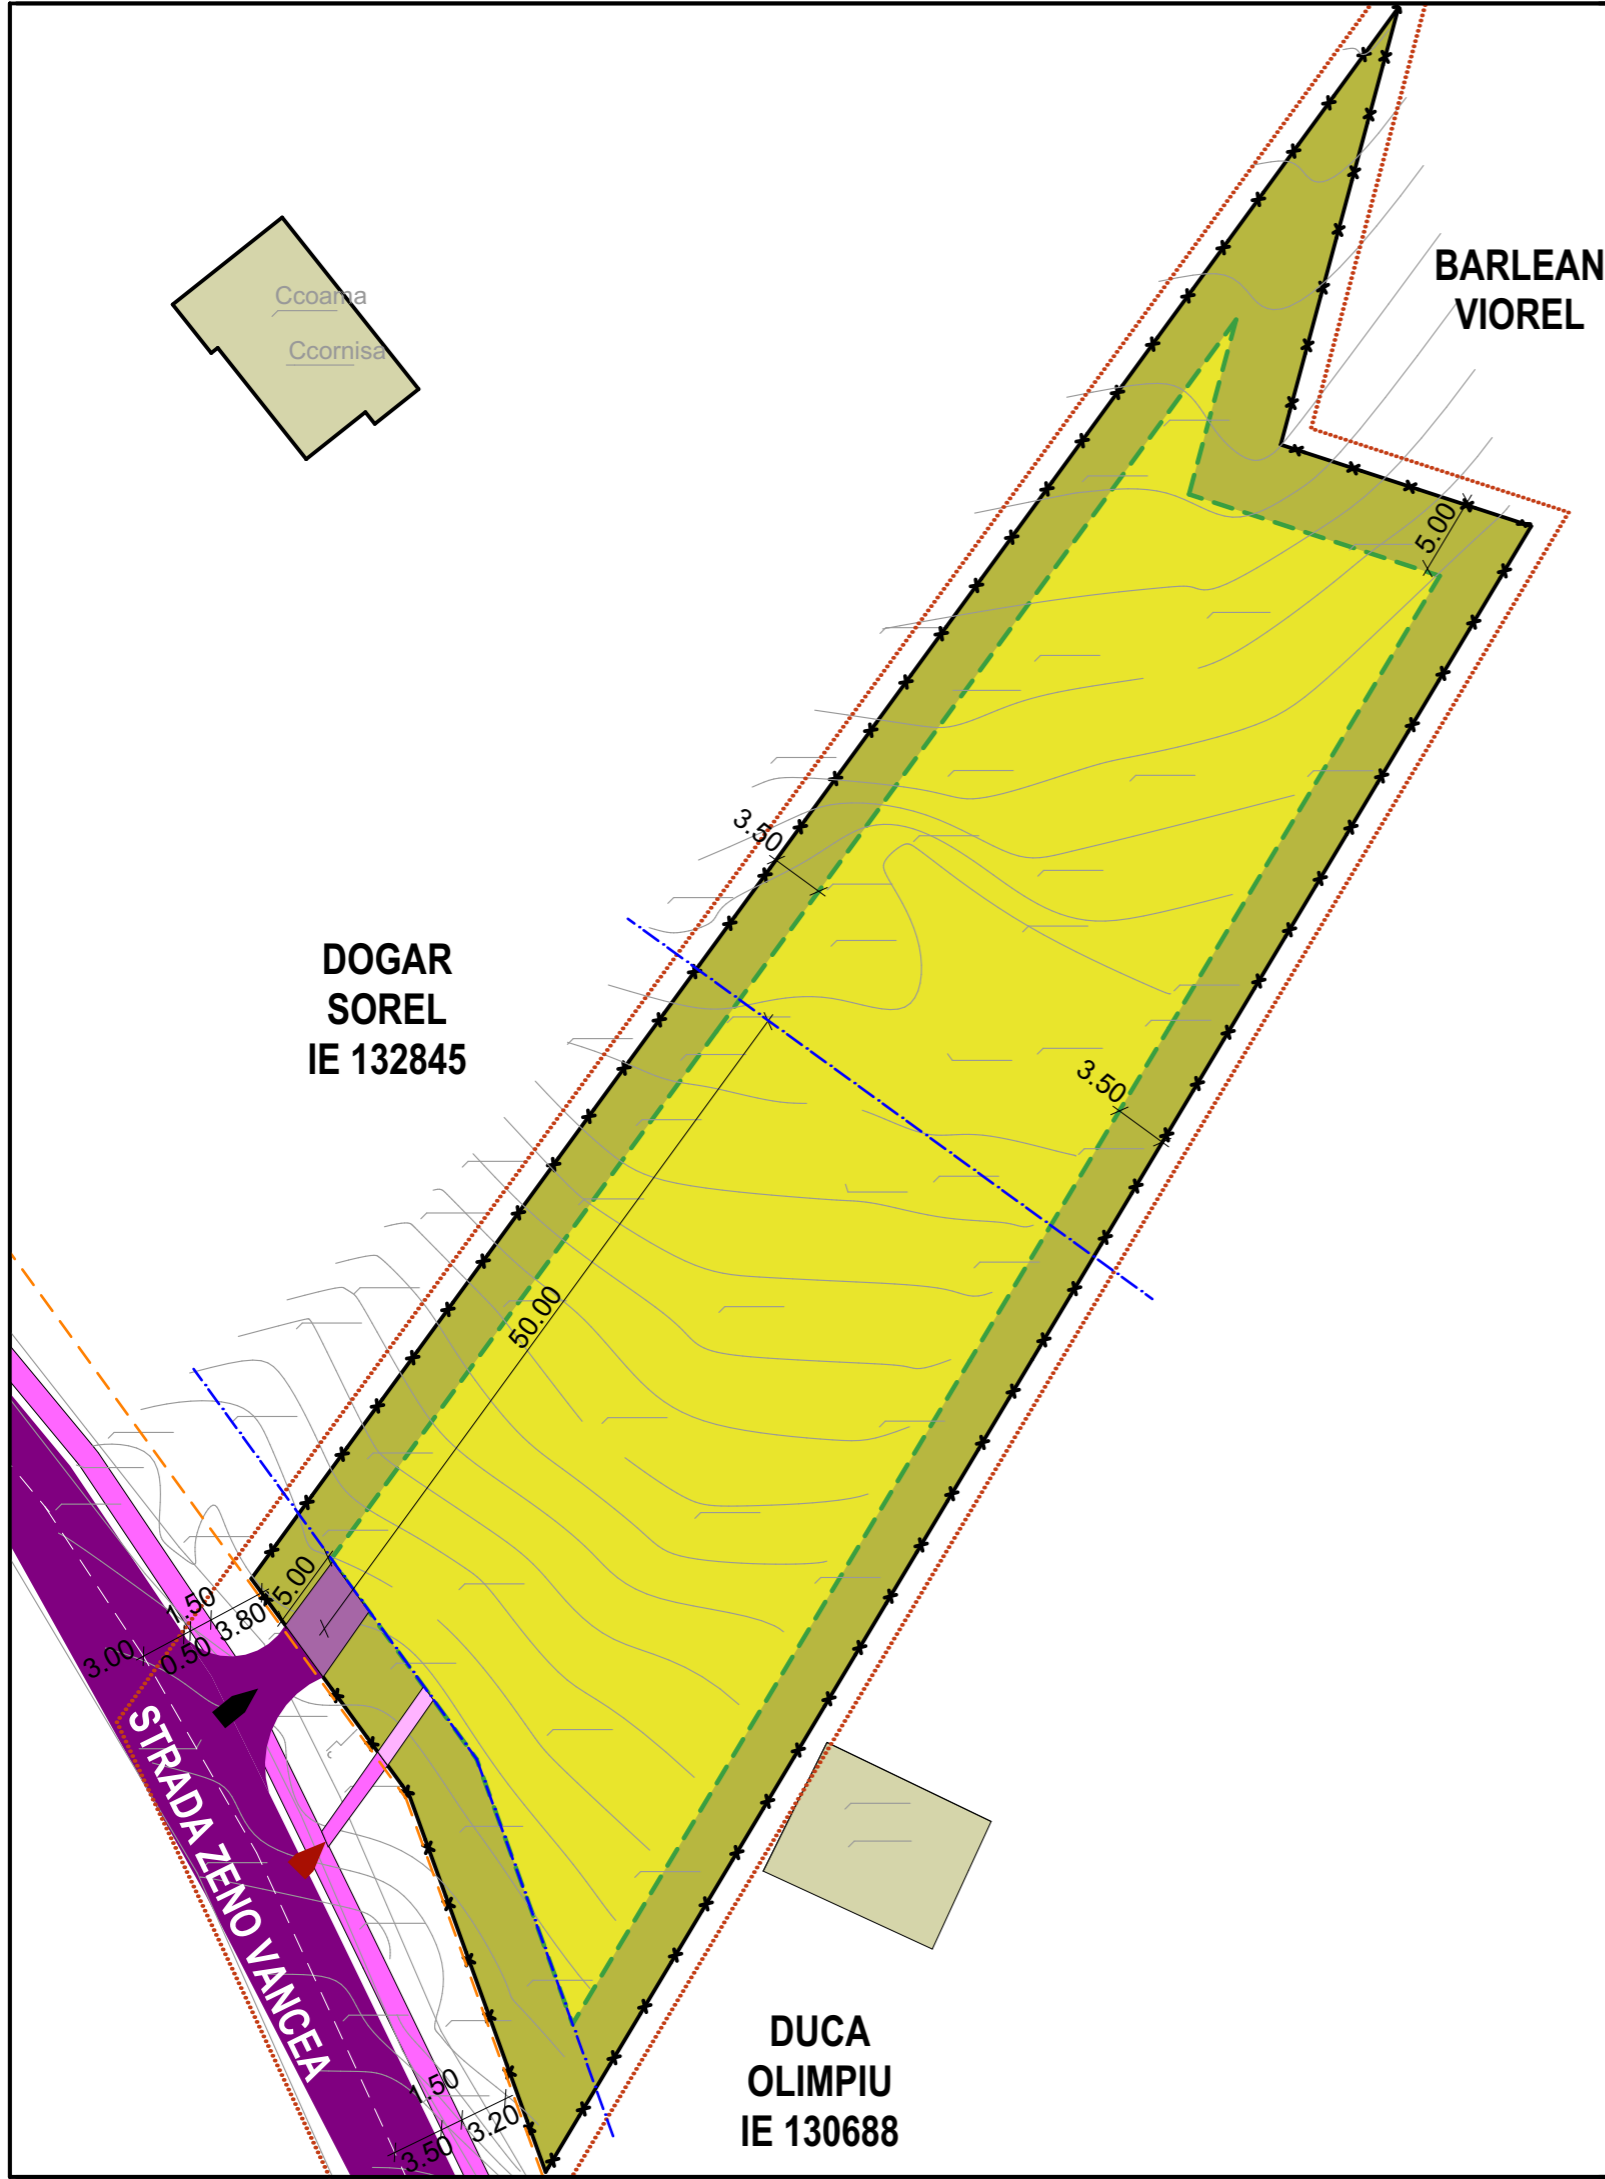 Ccoama
Ccornisa
BARLEAN
VIOREL
5.00
3.50
DOGAR
SOREL
IE 132845
3.50
50.00
5.00
1.50
3.80
3.00
0.50
STRADA ZENO VANCEA
DUCA
OLIMPIU
IE 130688
1.50
3.20
3.50